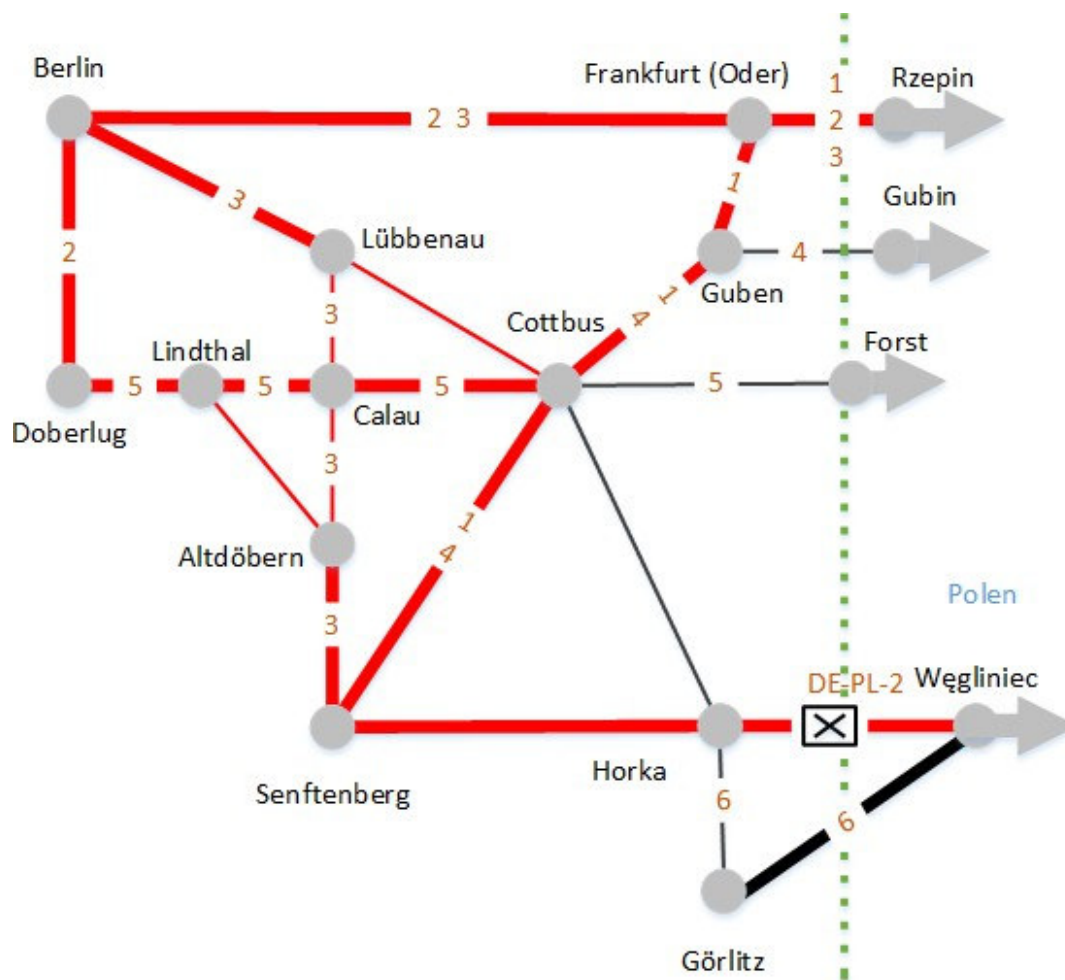 Berlin
Frankfurt (Oder)
1
Rzepin
2 3
2
3
1
Gubin
3
Lübbenau
2
Guben
4
1
4
3
Cottbus
Lindthal
Forst
5
5
5
5
Doberlug
Calau
3
1
4
Altdöbern
Polen
3
DE-PL-2
Węgliniec
Horka
Senftenberg
6
6
Görlitz